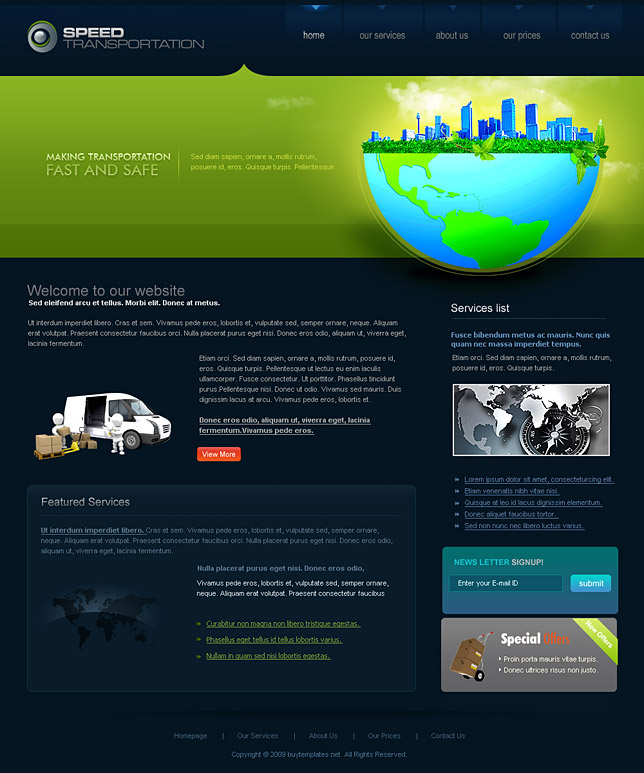 SPEED
TRANSPORTATION
home
our services
about us
our prices
contact us
MAKING TRANSPORTATION
FAST AND SAFE
Sed diam sapien, ornare a, mollis rutrum,
posuere id, eros. Quisque turpis. Pellentesque
Welcome to our website
Sed eleifend arcu et tellus. Morbi elit. Donec at metus.
Ut interdum imperdiet libero. Cras et sem. Vivamus pede eros, lobortis et, vulputate sed, semper ornare, neque. Aliquam
erat volutpat. Praesent consectetur faucibus orci. Nulla placerat purus eget nisi. Donec eros odio, aliquam ut, viverra eget,
lacinia fermentum.
Etiam orci. Sed diam sapien, ornare a, mollis rutrum, posuere id,
eros. Quisque turpis. Pellentesque ut lectus eu enim iaculis
ullamcorper. Fusce consectetur. Ut porttitor. Phasellus tincidunt
purus.Pellentesque nisi. Donec ut odio. Vivamus sed mauris. Duis
dignissim lacus at arcu. Vivamus pede eros, lobortis et.
Donec eros odio, aliquam ut, viverra eget, lacinia
fermentum.Vivamus pede eros.
View More
Services list
Fusce bibendum metus ac mauris. Nunc quis
quam nec massa imperdiet tempus.
Etiam orci. Sed diam sapien, ornare a, mollis rutrum,
posuere id, eros. Quisque turpis.
Lorem ipsum dolor sit amet, consecteturcing elit.
Etiam venenatis nibh vitae nisi.
Quisque at leo id lacus dignissim elementum.
Donec aliquet faucibus tortor.
Sed non nunc nec libero luctus varius.
Featured Services
Ut interdum imperdiet libero. Cras et sem. Vivamus pede eros, lobortis et, vulputate sed, semper ornare,
neque. Aliquam erat volutpat. Praesent consectetur faucibus orci. Nulla placerat purus eget nisi. Donec eros odio,
aliquam ut, viverra eget, lacinia fermentum.
Nulla placerat purus eget nisi. Donec eros odio,
Vivamus pede eros, lobortis et, vulputate sed, semper ornare,
neque. Aliquam erat volutpat. Praesent consectetur faucibus
Curabitur non magna non libero tristique egestas.
Phasellus eget tellus id tellus lobortis varius.
Nullam in quam sed nisi lobortis egestas.
NEWS LETTER SIGNUP!
Enter your E-mail ID
submit
Special Offers
New Offers
Proin porta mauris vitae turpis.
Donec ultrices risus non justo.
Homepage | Our Services | About Us | Our Prices | Contact Us
Copyright © 2009 buytemplates.net. All Rights Reserved.